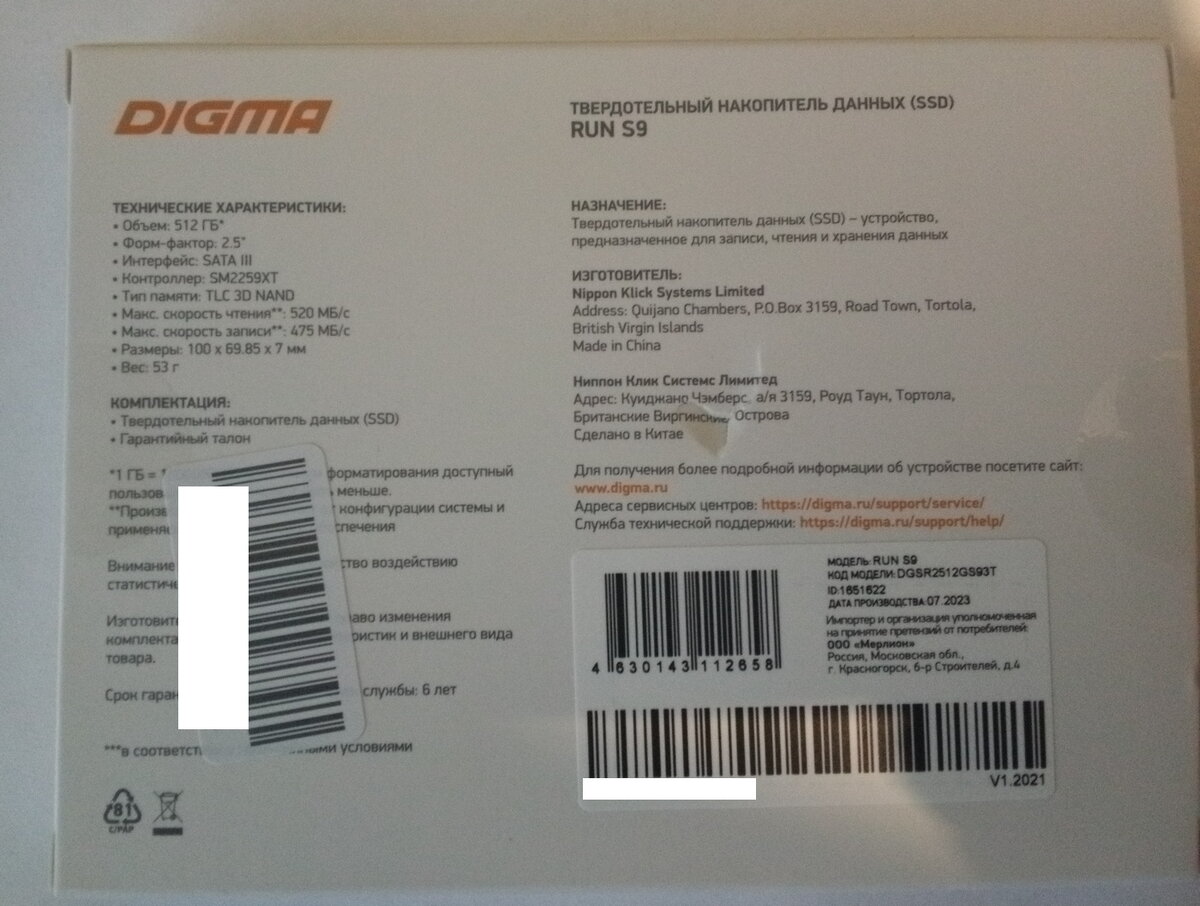 DIGMA
ТЕХНИЧЕСКИЕ ХАРАКТЕРИСТИКИ:
• Объем: 512 ГБ*
• Форм-фактор: 2.5"
• Интерфейс: SATA III
• Контроллер: SM2259XT
• Тип памяти: TLC 3D NAND
• Макс. скорость чтения**: 520 МБ/с
• Макс. скорость записи**: 475 МБ/с
• Размеры: 100 x 69.85 x 7 мм
• Вес: 53 г
КОМПЛЕКТАЦИЯ:
• Твердотельный накопитель данных (SSD)
• Гарантийный талон
*1 ГБ = форматирования доступный
меньше.
конфигурации системы и
Внимание воздействию
изменения
и внешнего вида
товара.
Срок службы: 6 лет
***в условиями
81
C/PAP
ТВЕРДОТЕЛЬНЫЙ НАКОПИТЕЛЬ ДАННЫХ (SSD)
RUN S9
НАЗНАЧЕНИЕ:
Твердотельный накопитель данных (SSD) – устройство,
предназначенное для записи, чтения и хранения данных
ИЗГОТОВИТЕЛЬ:
Nippon Klick Systems Limited
Address: Quijano Chambers, P.O.Box 3159, Road Town, Tortola,
British Virgin Islands
Made in China
Ниппон Клик Системс Лимитед
Адрес: Куиджано Чэмберс, а/я 3159, Роуд Таун, Тортола,
Британские Виргинские Острова
Сделано в Китае
Для получения более подробной информации об устройстве посетите сайт:
www.digma.ru
Адреса сервисных центров: https://digma.ru/support/service/
Служба технической поддержки: https://digma.ru/support/help/
МОДЕЛЬ:RUN S9
КОД МОДЕЛИ:DGSR2512GS93T
ID:1651622
ДАТА ПРОИЗВОДСТВА:07.2023
Импортер и организация уполномоченная
на принятие претензий от потребителей:
ООО «Мерлион»
Россия, Московская обл.,
г. Красногорск, б-р Строителей, д.4
4 630143 112658
V1.2021